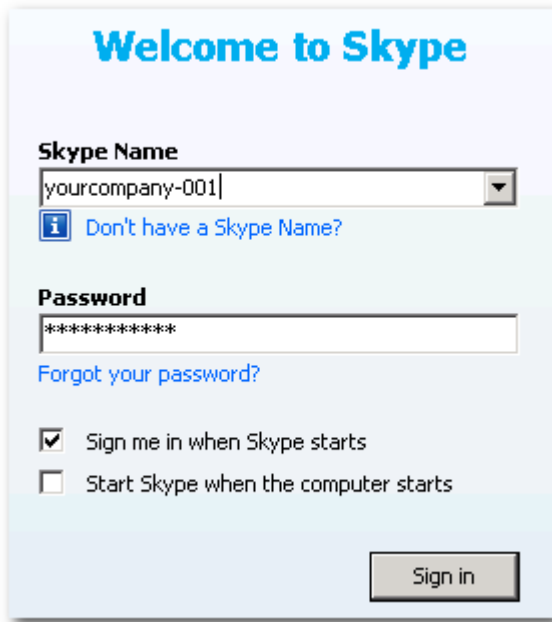 Welcome to Skype
Skype Name
yourcompany-001
i Don't have a Skype Name?
Password
***********
Forgot your password?
Sign me in when Skype starts
Start Skype when the computer starts
Sign in